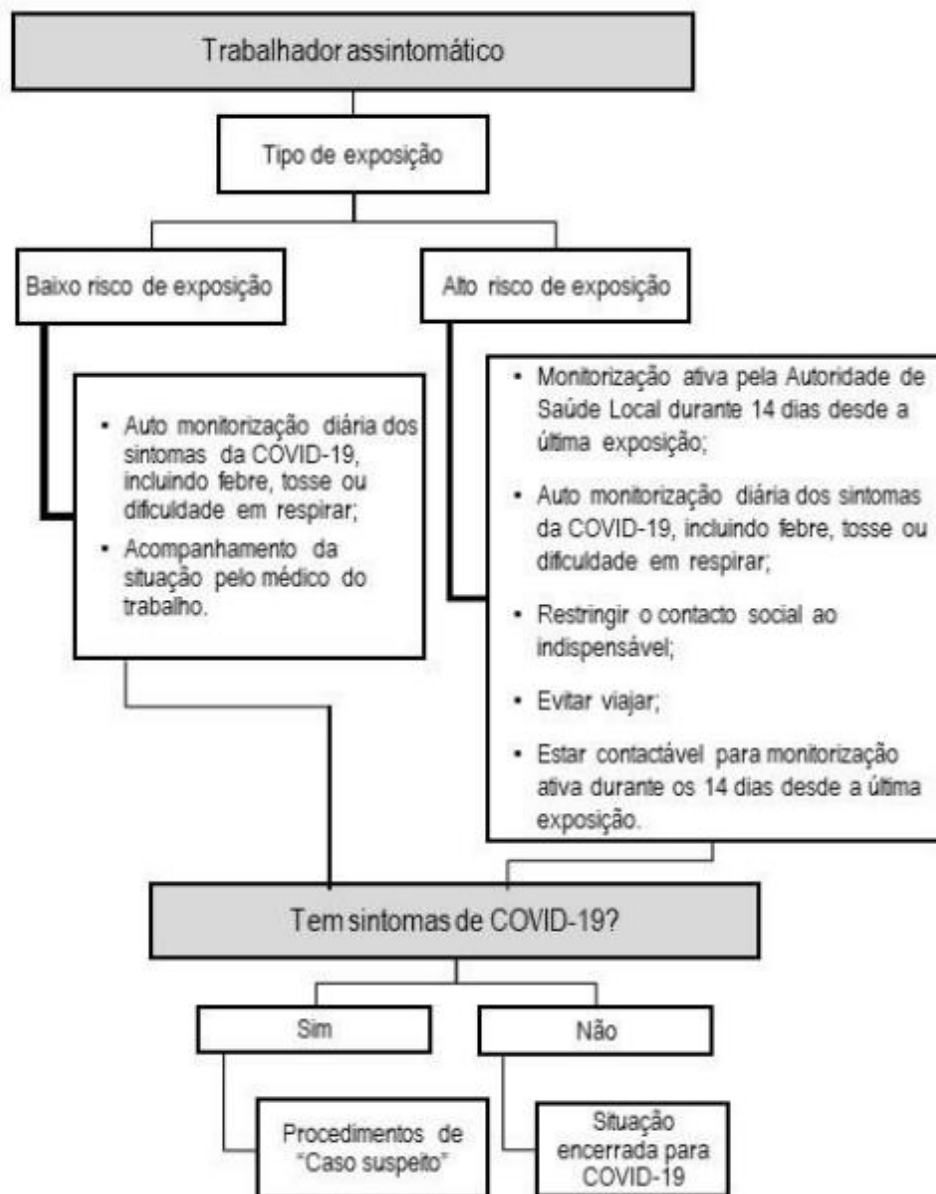 Trabalhador assintomático
Tipo de exposição
Baixo risco de exposição
Alto risco de exposição
• Auto monitorização diária dos
sintomas da COVID-19,
incluindo febre, tosse ou
dificuldade em respirar;
• Acompanhamento da
situação pelo médico do
trabalho.
• Monitorização ativa pela Autoridade de
Saúde Local durante 14 dias desde a
última exposição;
• Auto monitorização diária dos sintomas
da COVID-19, incluindo febre, tosse ou
dificuldade em respirar;
• Restringir o contacto social ao
indispensável;
• Evitar viajar;
• Estar contactável para monitorização
ativa durante os 14 dias desde a última
exposição.
Tem sintomas de COVID-19?
Sim
Não
Procedimentos de
“Caso suspeito”
Situação
encerrada para
COVID-19